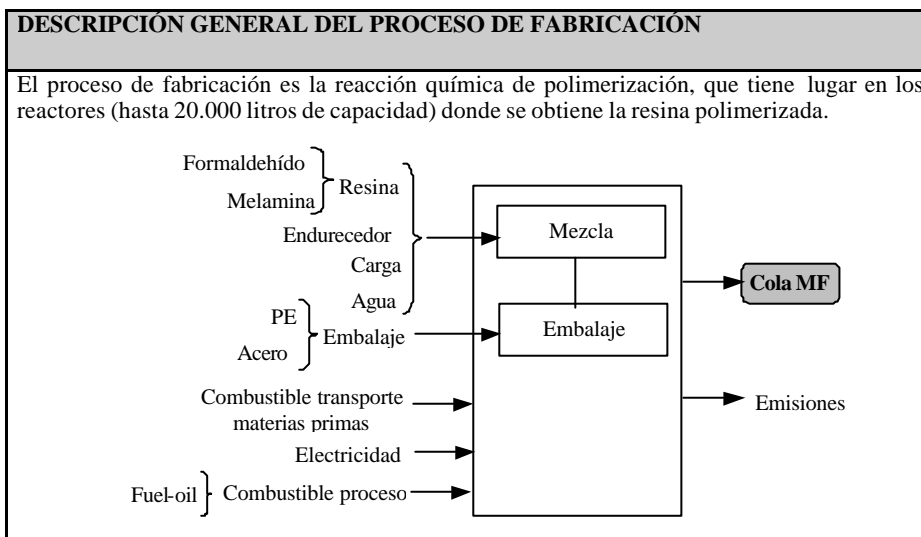 DESCRIPCIÓN GENERAL DEL PROCESO DE FABRICACIÓN
El proceso de fabricación es la reacción química de polimerización, que tiene lugar en los
reactores (hasta 20.000 litros de capacidad) donde se obtiene la resina polimerizada.
Formaldehído
Melamina
Resina
Endurecedor
Carga
Agua
Mezcla
PE
Acero
Embalaje
Embalaje
Cola MF
Combustible transporte
materias primas
Emisiones
Electricidad
Fuel-oil
Combustible proceso